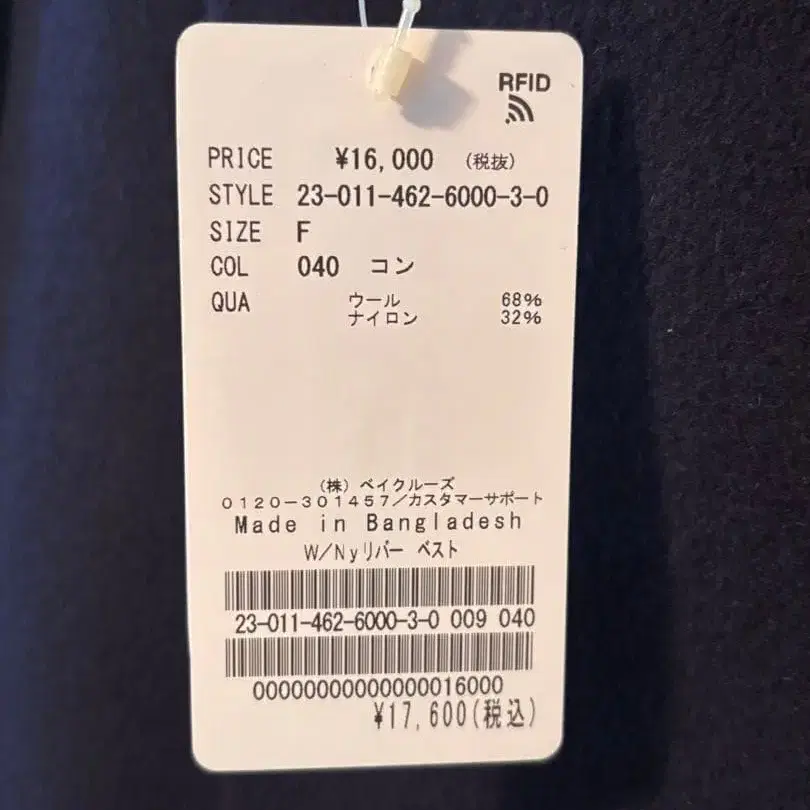 RFID
PRICE ¥16,000 (税抜)
STYLE 23-011-462-6000-3-0
SIZE F
COL 040 コン
QUA ウール 68%
ナイロン 32%
(株) ベイクルーズ
0120-301457/カスタマーサポート
Made in Bangladesh
W/Nyリバー ベスト
23-011-462-6000-3-0 009 040
00000000000000016000
¥17,600(税込)